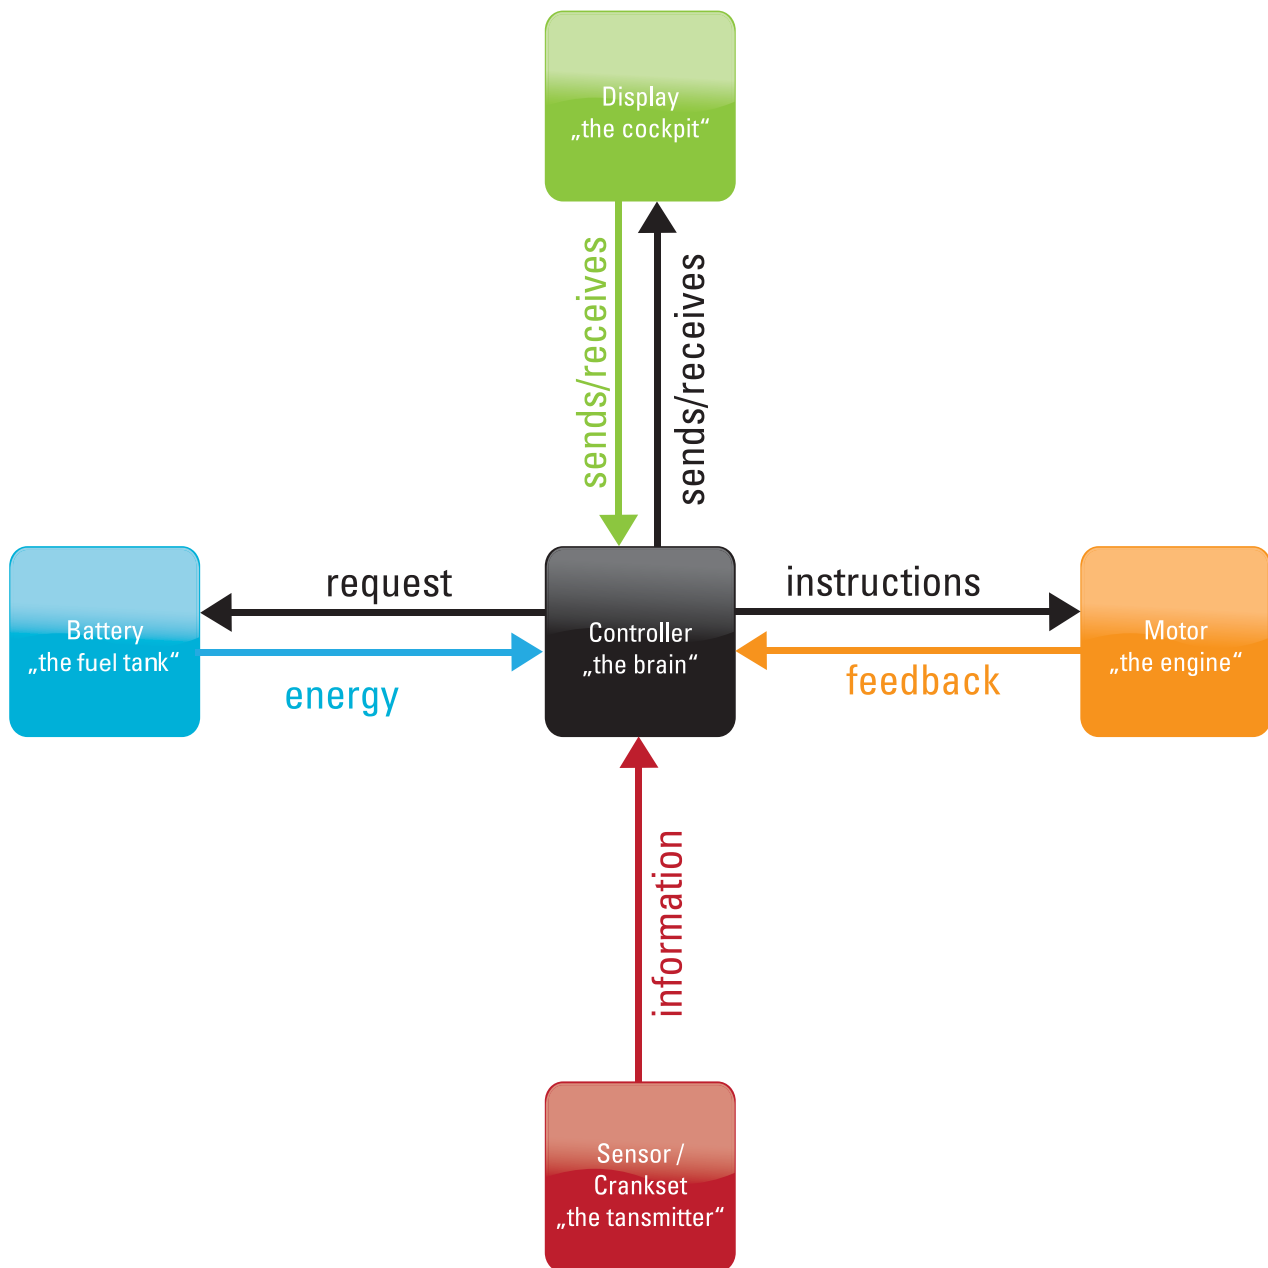 Display
„the cockpit“
sends/receives
sends/receives
request
instructions
Battery
„the fuel tank“
Controller
„the brain“
Motor
„the engine“
energy
feedback
information
Sensor /
Crankset
„the tansmitter“